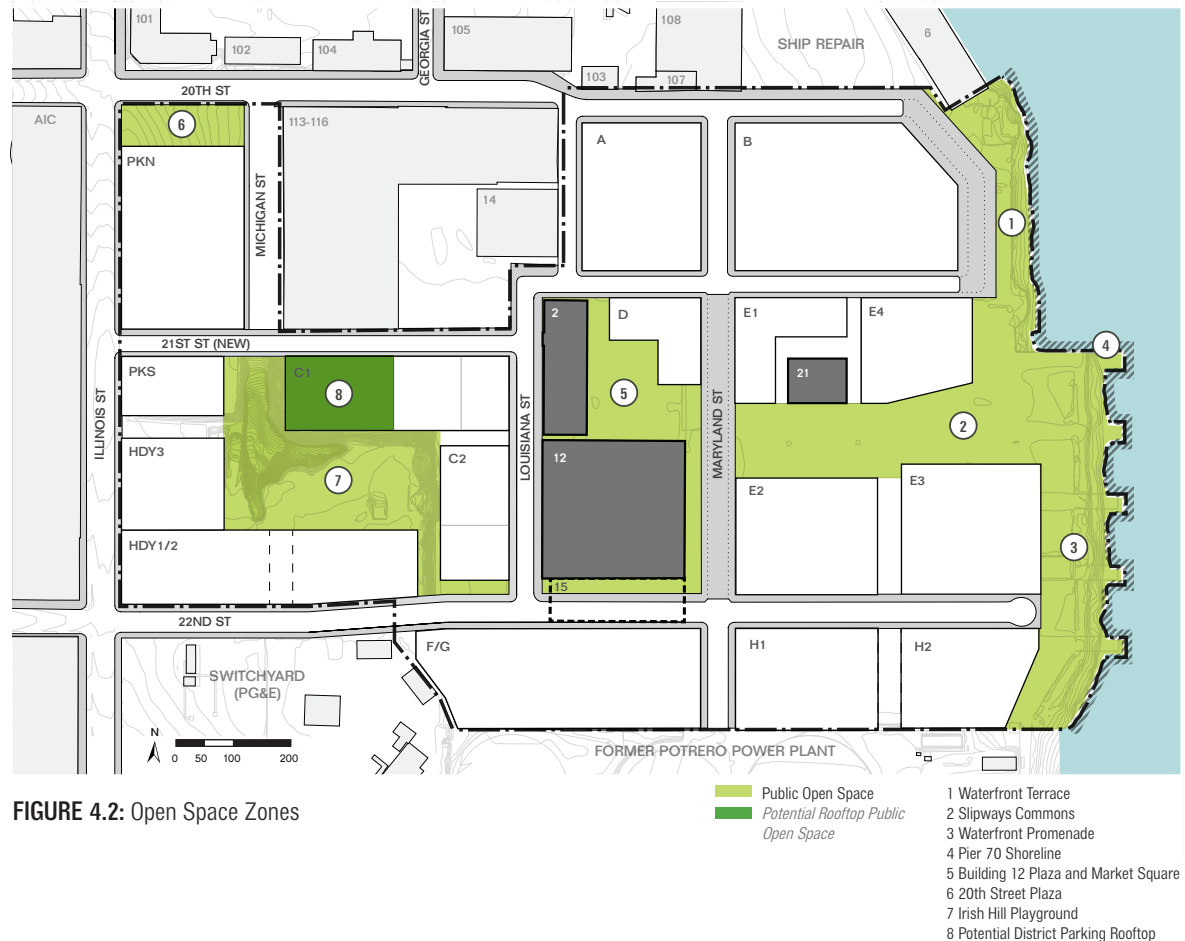 101
102
104
GEORGIA ST
105
103
108
107
SHIP REPAIR
6
20TH ST
AIC
6
PKN
MICHIGAN ST
113-116
14
A
B
1
21ST ST (NEW)
2
D
E1
E4
4
PKS
C1
8
5
21
2
ILLINOIS ST
LOUISIANA ST
MARYLAND ST
HDY3
7
C2
12
E2
E3
3
HDY1/2
15
22ND ST
F/G
H1
H2
SWITCHYARD
(PG&E)
N
0 50 100 200
FORMER POTRERO POWER PLANT
FIGURE 4.2: Open Space Zones
Public Open Space
Potential Rooftop Public
Open Space
1 Waterfront Terrace
2 Slipways Commons
3 Waterfront Promenade
4 Pier 70 Shoreline
5 Building 12 Plaza and Market Square
6 20th Street Plaza
7 Irish Hill Playground
8 Potential District Parking Rooftop